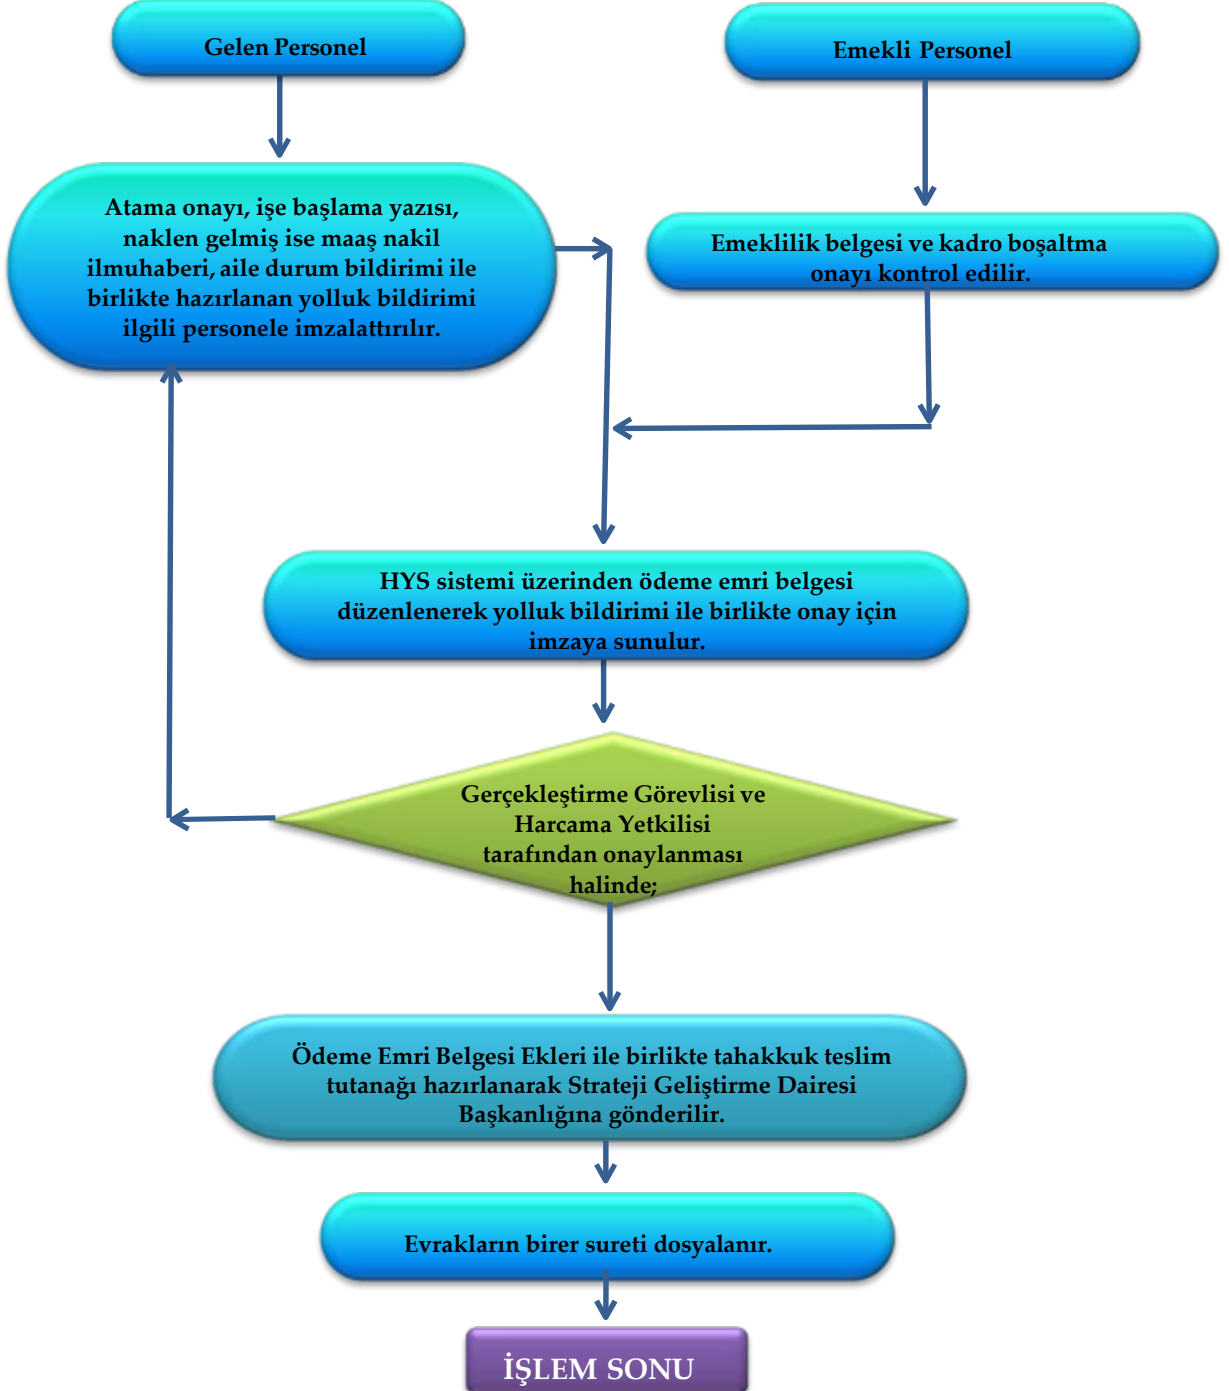 Gelen Personel
Emekli Personel
Atama onayı, işe başlama yazısı,
naklen gelmiş ise maaş nakil
ilmuhaberi, aile durum bildirimi ile
birlikte hazırlanan yolluk bildirimi
ilgili personele imzalattırılır.
Emeklilik belgesi ve kadro boşaltma
onayı kontrol edilir.
HYS sistemi üzerinden ödeme emri belgesi
düzenlenerek yolluk bildirimi ile birlikte onay için
imzaya sunulur.
Gerçekleştirme Görevlisi ve
Harcama Yetkilisi
tarafından onaylanması
halinde;
Ödeme Emri Belgesi Ekleri ile birlikte tahakkuk teslim
tutanağı hazırlanarak Strateji Geliştirme Dairesi
Başkanlığına gönderilir.
Evrakların birer sureti dosyalanır.
İŞLEM SONU